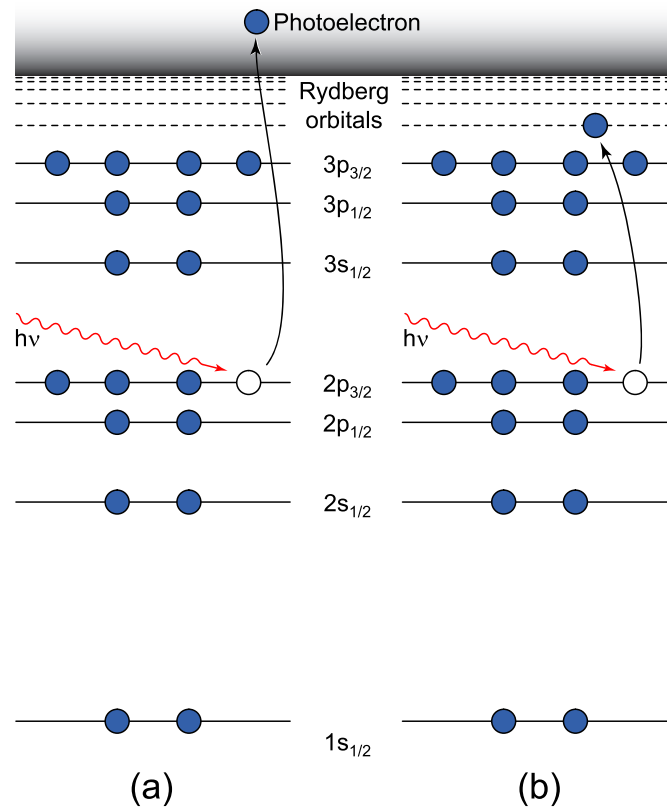 Photoelectron
Rydberg
orbitals
3p3/2
3p1/2
3s1/2
hν
hν
2p3/2
2p1/2
2s1/2
1s1/2
(a)
(b)